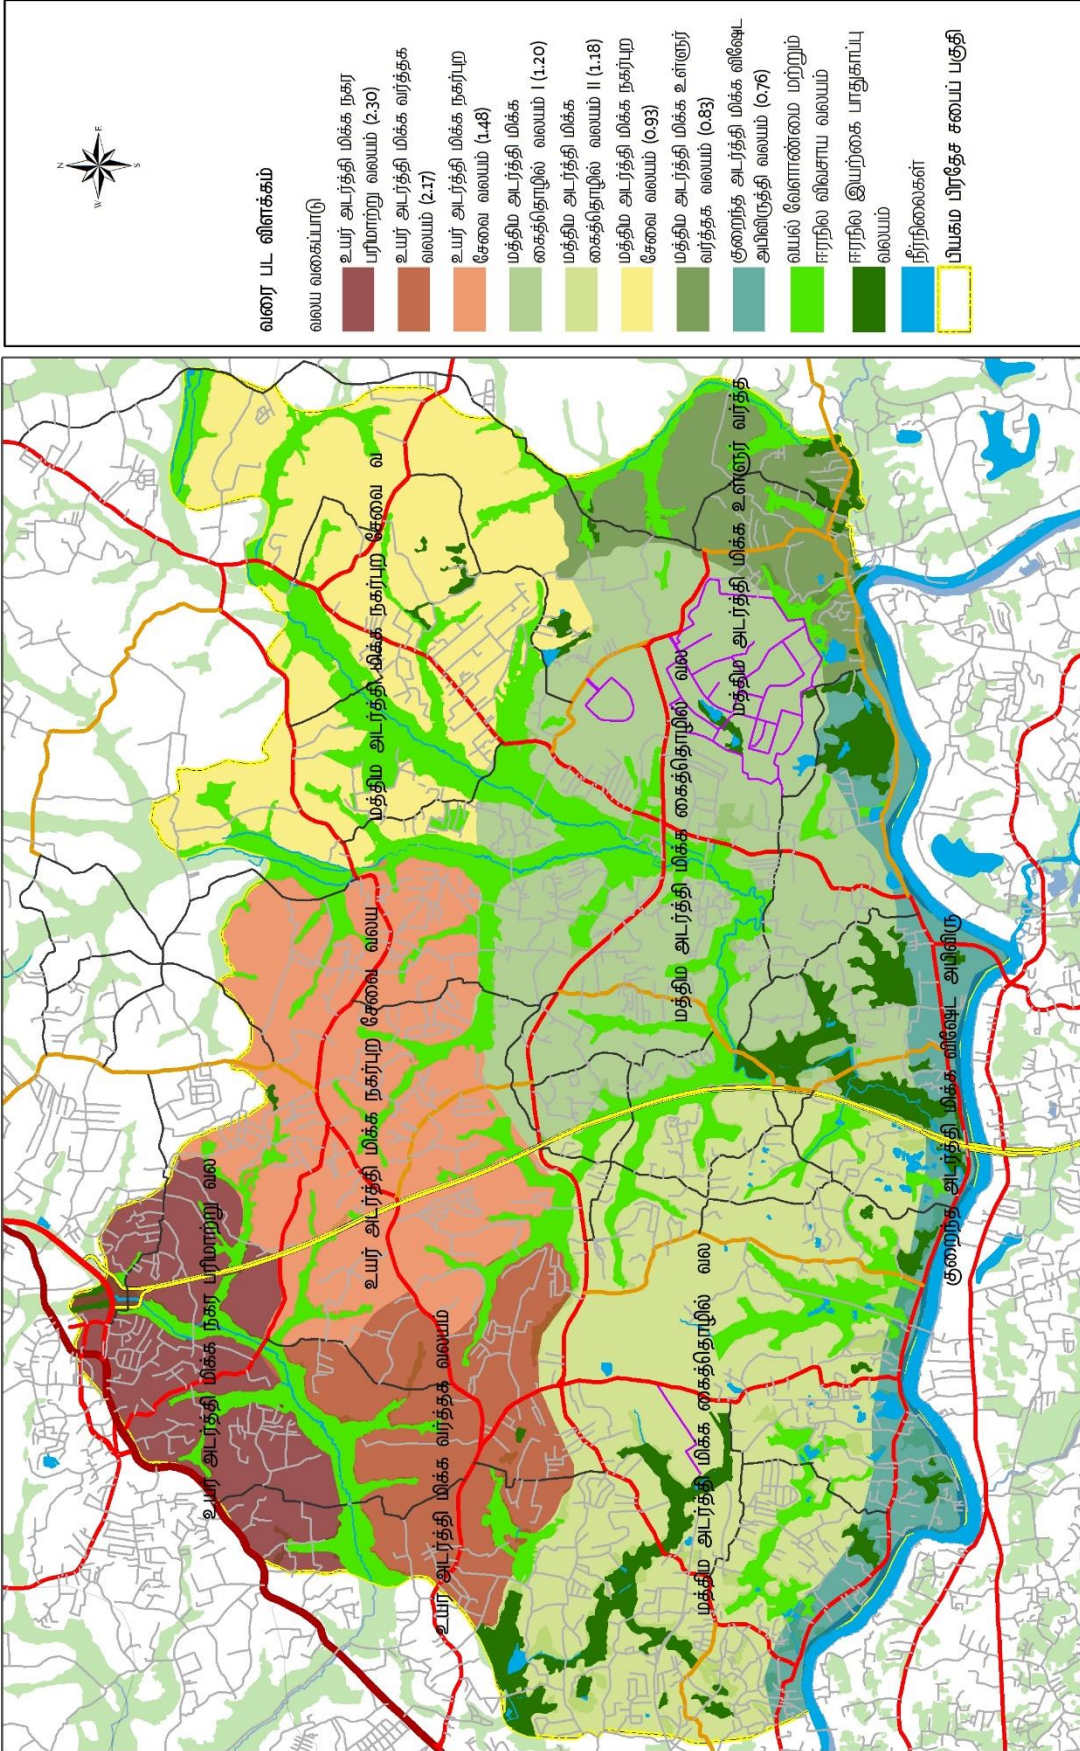 N
E
S
W
வரை பட விளக்கம்
வலய வகைப்பாடு
உயர் அடர்த்தி மிக்க நகர
பரிமாற்று வலயம் (2.30)
உயர் அடர்த்தி மிக்க வர்த்தக
வலயம் (2.17)
உயர் அடர்த்தி மிக்க நகர்புற
சேவை வலயம் (1.48)
மத்திம அடர்த்தி மிக்க
கைத்தொழில் வலயம் I (1.20)
மத்திம அடர்த்தி மிக்க
கைத்தொழில் வலயம் II (1.18)
மத்திம அடர்த்தி மிக்க நகர்புற
சேவை வலயம் (0.93)
மத்திம அடர்த்தி மிக்க உள்ளுர்
வர்த்தக வலயம் (0.83)
குறைந்த அடர்த்தி மிக்க விஷேட
அபிவிருத்தி வலயம் (0.76)
வயல் வேளாண்மை மற்றும்
ஈரநில விவசாய வலயம்
ஈரநில இயற்கை பாதுகாப்பு
வலயம்
நீர்நிலைகள்
பியகம பிரதேச சபைப் பகுதி
உயர் அடர்த்தி மிக்க நகர பரிமாற்று வல
மத்திம அடர்த்தி மிக்க நகர்புற சேவை வ
உயர் அடர்த்தி மிக்க நகர்புற சேவை வலய
உயர் அடர்த்தி மிக்க வர்த்தக வலயம்
மத்திம அடர்த்தி மிக்க கைத்தொழில் வல
மத்திம அடர்த்தி மிக்க கைத்தொழில் வல
மத்திம அடர்த்தி மிக்க உள்ளுர் வர்த்த
குறைந்த அடர்த்தி மிக்க விஷேட அபிவிரு